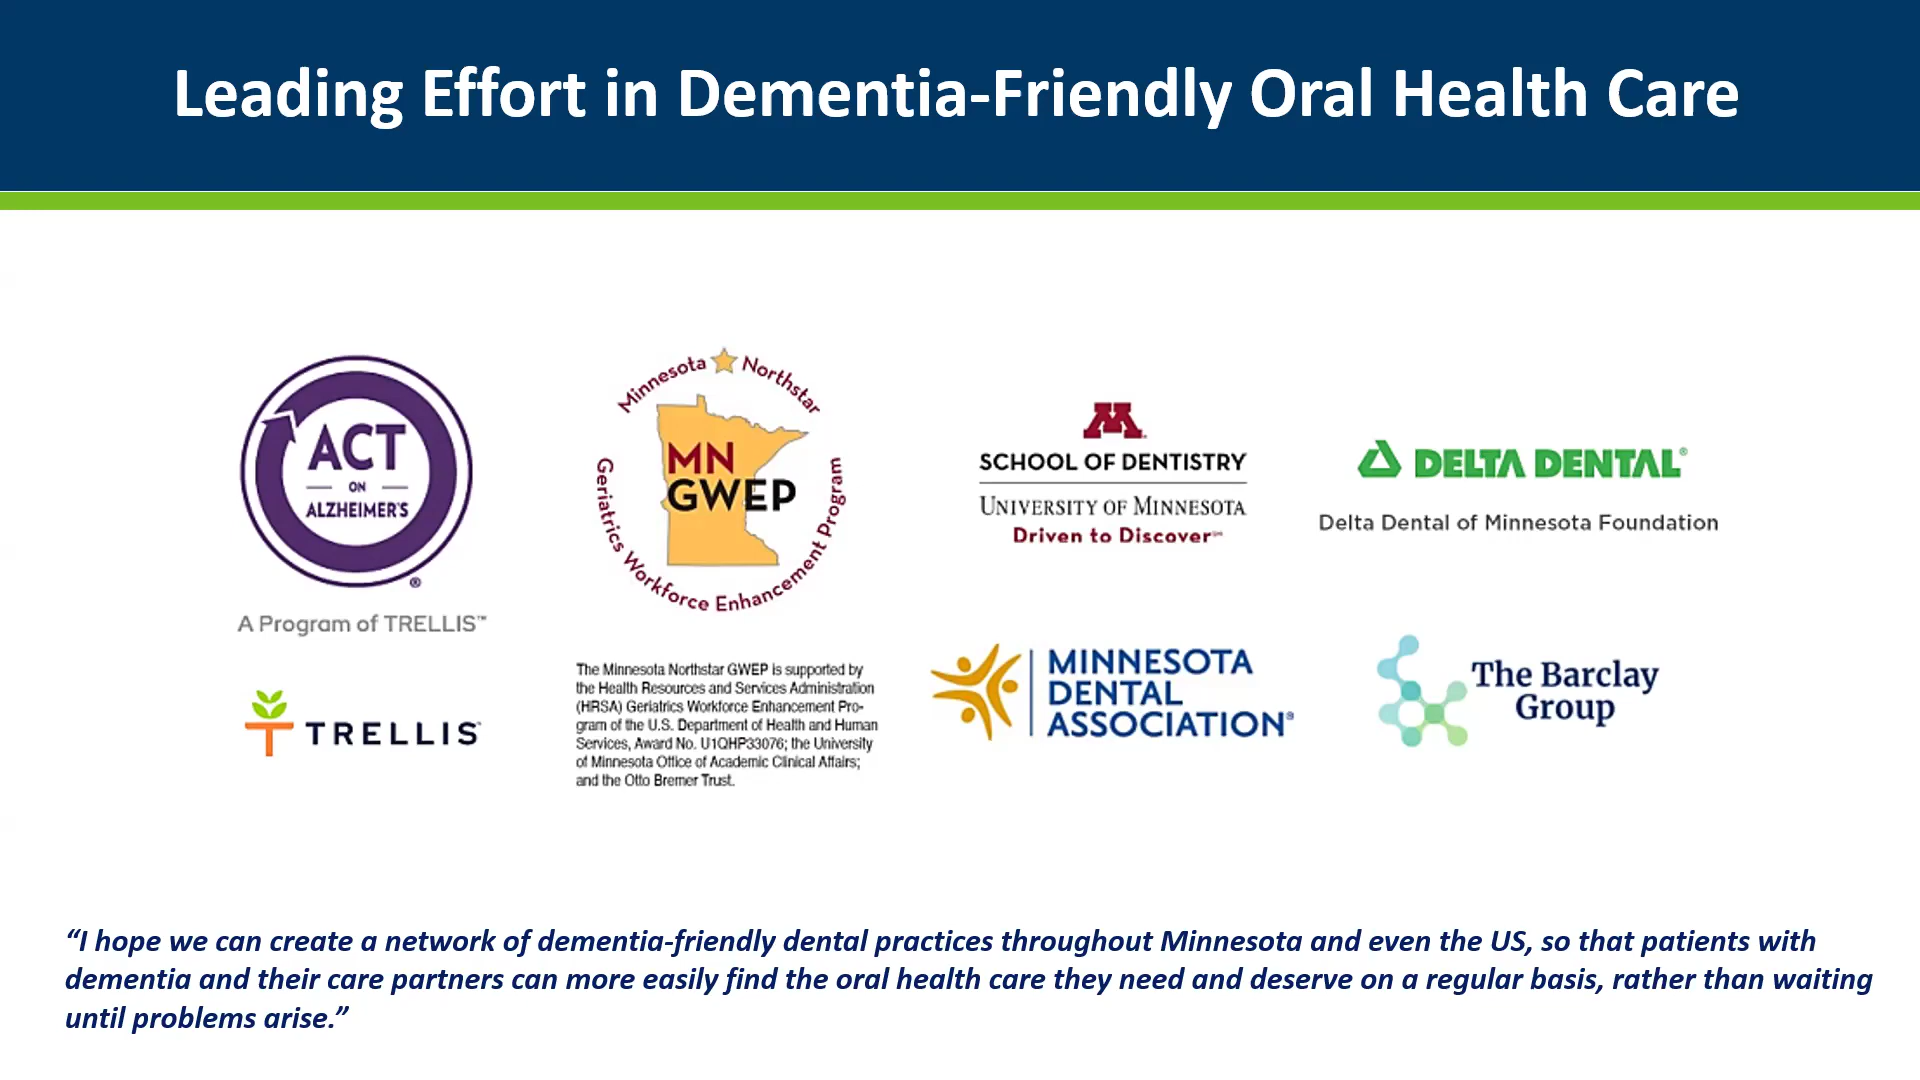 Leading Effort in Dementia-Friendly Oral Health Care
ACT
ON
ALZHEIMER'S
®
A Program of TRELLIS™
TRELLIS™
Minnesota Northstar
MN
GWEP
Geriatrics Workforce Enhancement Program
The Minnesota Northstar GWEP is supported by
the Health Resources and Services Administration
(HRSA) Geriatrics Workforce Enhancement Pro-
gram of the U.S. Department of Health and Human
Services, Award No. U1QHP33076; the University
of Minnesota Office of Academic Clinical Affairs;
and the Otto Bremer Trust.
M
SCHOOL OF DENTISTRY
UNIVERSITY OF MINNESOTA
Driven to Discover℠
MINNESOTA
DENTAL
ASSOCIATION®
DELTA DENTAL®
Delta Dental of Minnesota Foundation
The Barclay
Group
“I hope we can create a network of dementia-friendly dental practices throughout Minnesota and even the US, so that patients with
dementia and their care partners can more easily find the oral health care they need and deserve on a regular basis, rather than waiting
until problems arise.”